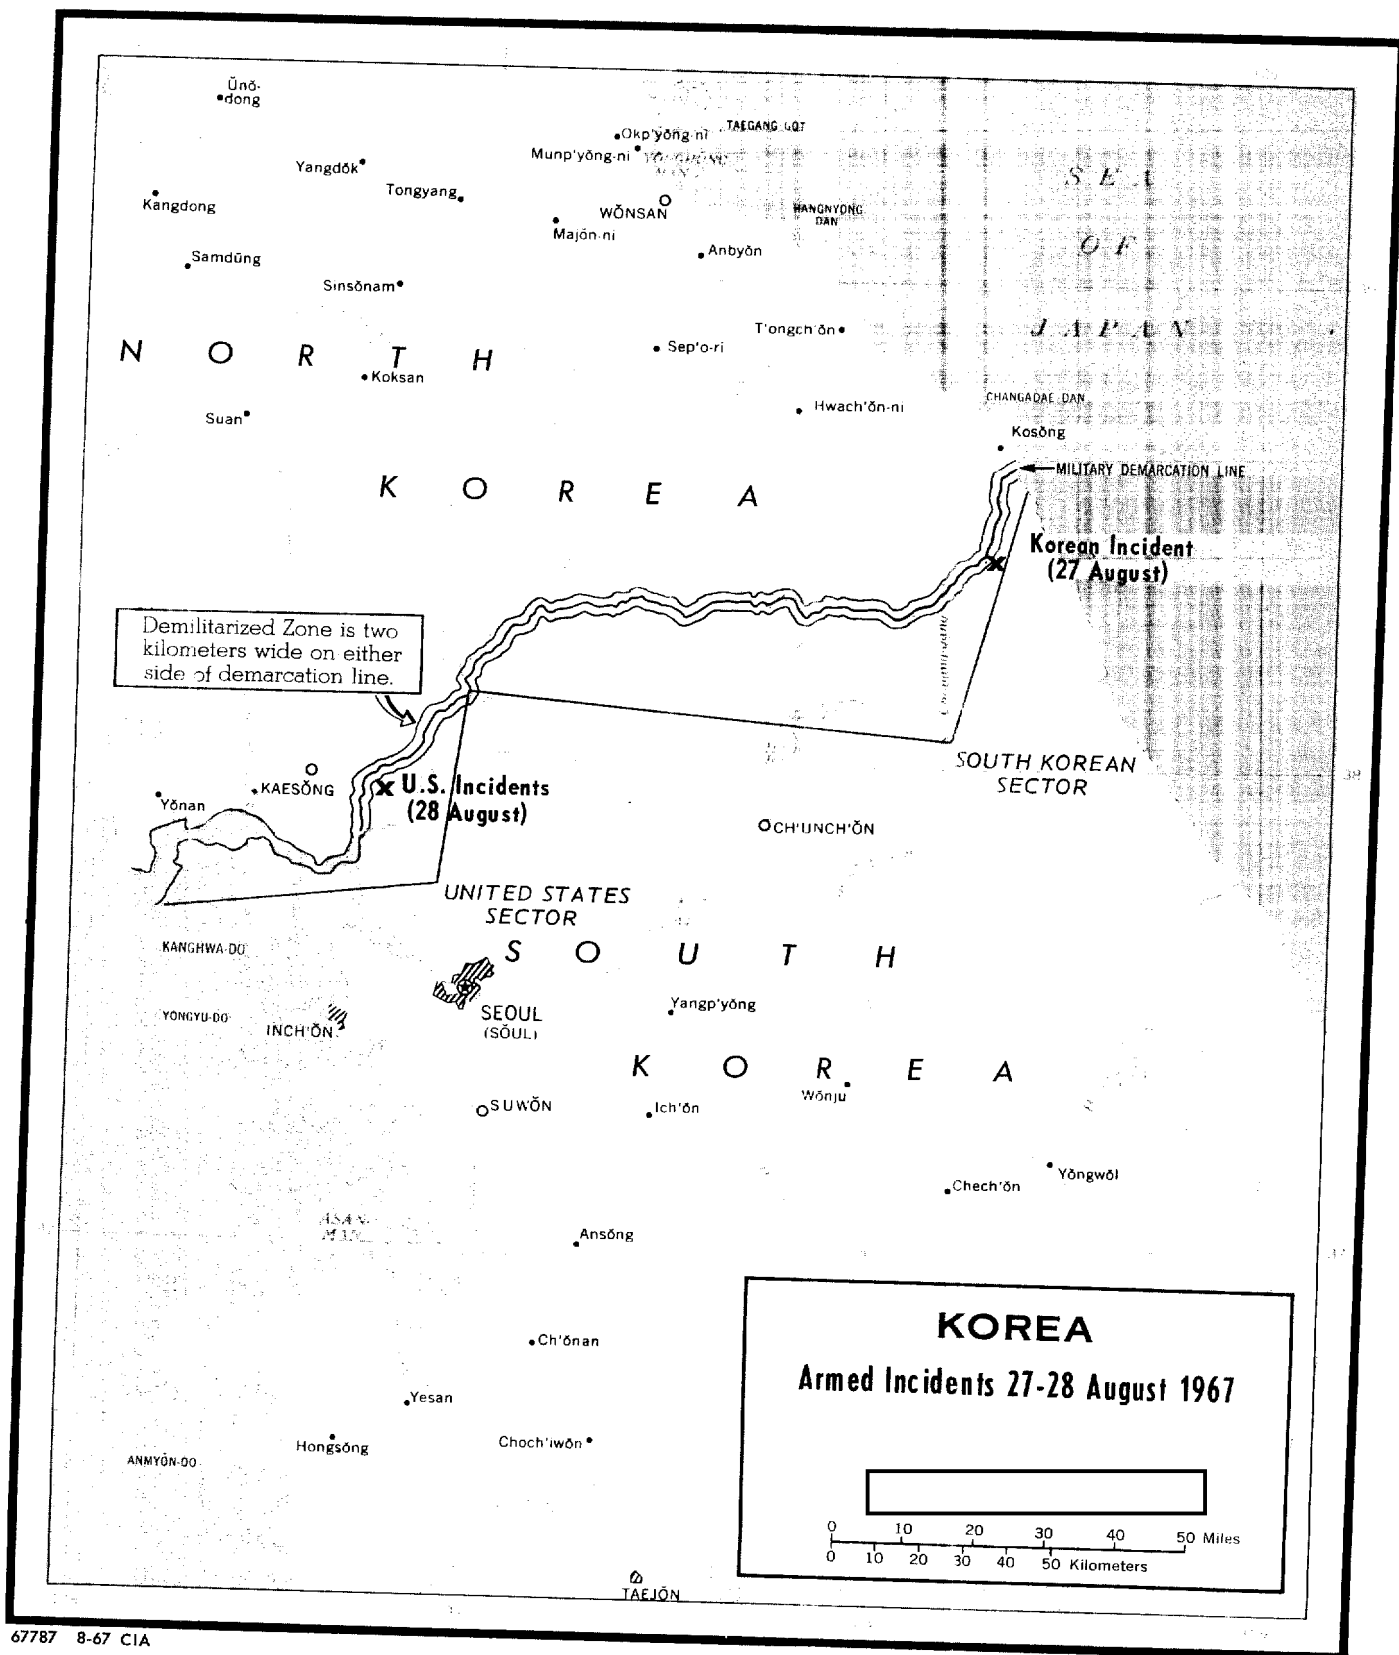 Ŭnŏ-
dong
Okp'yŏng-ni
TAEGANG GOT
Munp'yŏng-ni
Yangdŏk
Tongyang
Kangdong
WŎNSAN
HANGNYONG
DAN
SEA
OF
JAPAN
Majŏn-ni
Anbyŏn
Samdŭng
Sinsŏnam
T'ongch'ŏn
NORTH
Sep'o-ri
Koksan
Suan
Hwach'ŏn-ni
CHANGADAE DAN
Kosŏng
MILITARY DEMARCATION LINE
KOREA
Korean Incident
(27 August)
Demilitarized Zone is two
kilometers wide on either
side of demarcation line.
SOUTH KOREAN
SECTOR
KAESŎNG
Yŏnan
U.S. Incidents
(28 August)
38
CH'UNCH'ŎN
UNITED STATES
SECTOR
KANGHWA-DO
SOUTH
YONGYU-DO
INCH'ŎN
SEOUL
(SŎUL)
Yangp'yŏng
KOREA
Wŏnju
SUWŎN
Ich'ŏn
Chech'ŏn
Yŏngwŏl
ASAN
MAN
Ansŏng
Ch'ŏnan
Yesan
Hongsŏng
Choch'iwŏn
ANMYŎN-DO
TAEJŎN
KOREA
Armed Incidents 27-28 August 1967
0 10 20 30 40 50 Miles
0 10 20 30 40 50 Kilometers
67787 8-67 CIA